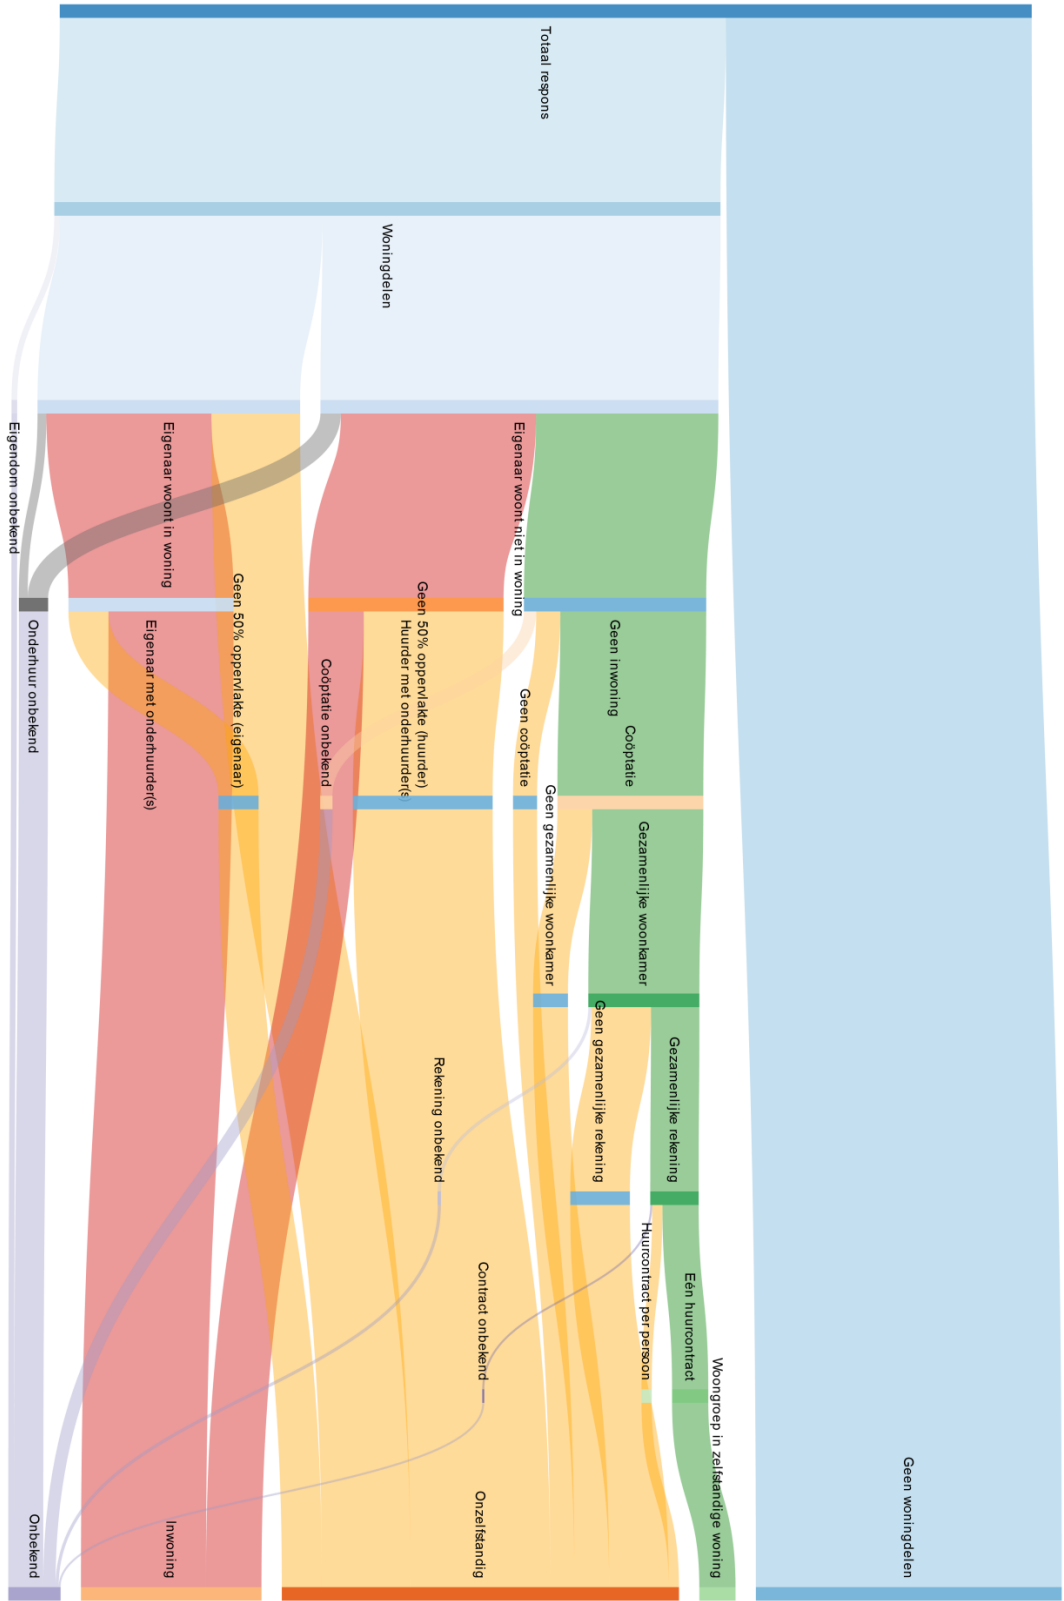 Totaal respons
Woningdelen
Eigendom onbekend
Eigenaar woont in woning
Eigenaar woont niet in woning
Onderhuur onbekend
Eigenaar met onderhuurder(s)
Geen 50% oppervlakte (eigenaar)
Coöptatie onbekend
Huurder met onderhuurder(s)
Geen 50% oppervlakte (huurder)
Geen coöptatie
Geen inwoning
Coöptatie
Geen gezamenlijke woonkamer
Gezamenlijke woonkamer
Rekening onbekend
Geen gezamenlijke rekening
Gezamenlijke rekening
Contract onbekend
Huurcontract per persoon
Eén huurcontract
Woongroep in zelfstandige woning
Onbekend
Inwoning
Onzelfstandig
Geen woningdelen